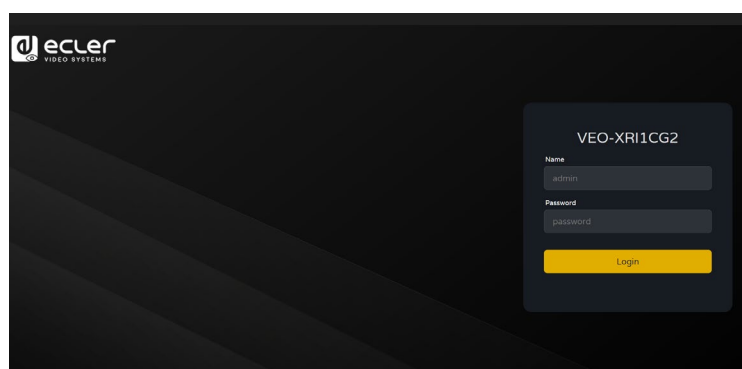 ecler
VIDEO SYSTEMS
VEO-XRI1CG2
Name
admin
Password
password
Login